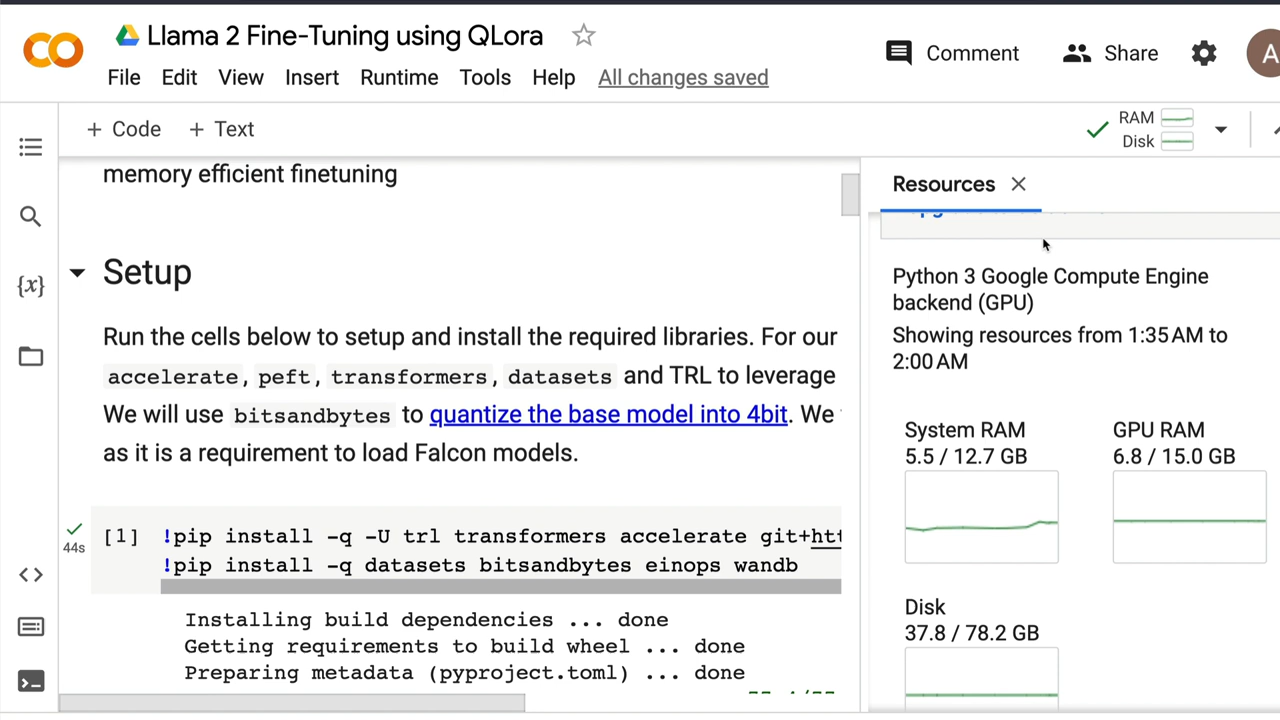 Llama 2 Fine-Tuning using QLora
File Edit View Insert Runtime Tools Help All changes saved
Comment
Share
A
+ Code + Text
RAM
Disk
memory efficient finetuning
Setup
Run the cells below to setup and install the required libraries. For our
accelerate, peft, transformers, datasets and TRL to leverage
We will use bitsandbytes to quantize the base model into 4bit. We
as it is a requirement to load Falcon models.
44s
[1] !pip install -q -U trl transformers accelerate git+htt
!pip install -q datasets bitsandbytes einops wandb
Installing build dependencies ... done
Getting requirements to build wheel ... done
Preparing metadata (pyproject.toml) ... done
{x}
Resources
Python 3 Google Compute Engine
backend (GPU)
Showing resources from 1:35 AM to
2:00 AM
System RAM
5.5 / 12.7 GB
GPU RAM
6.8 / 15.0 GB
Disk
37.8 / 78.2 GB